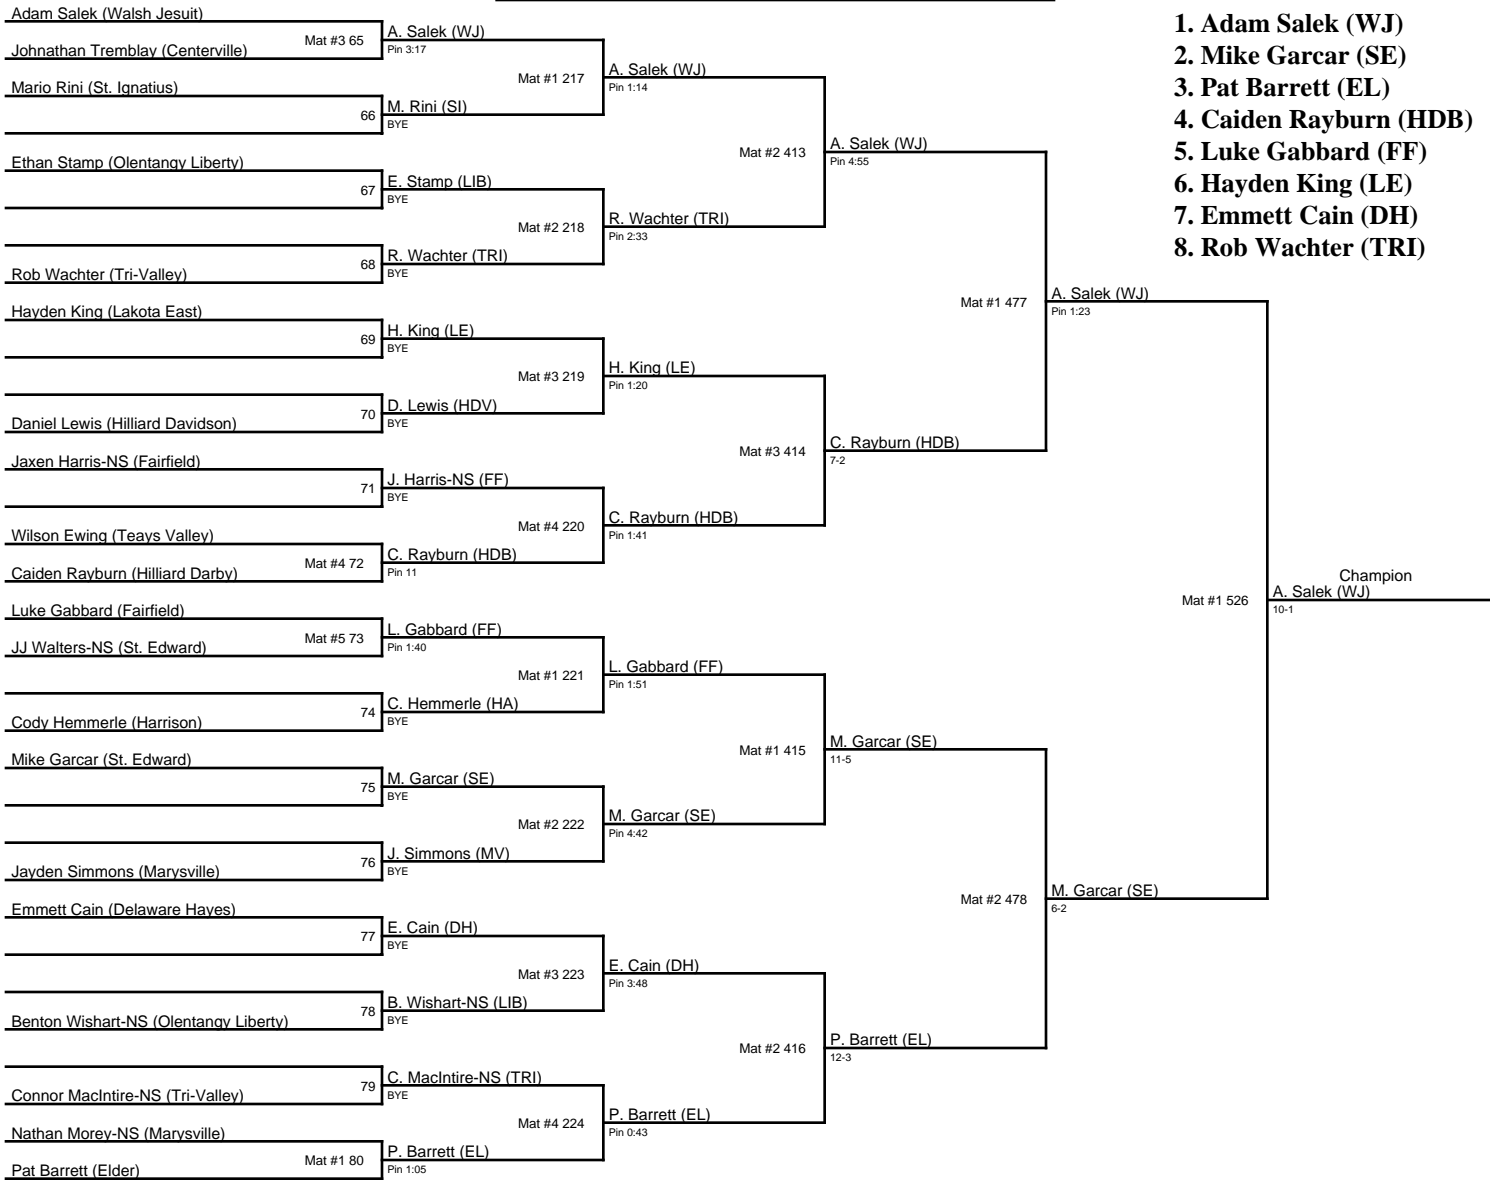 Adam Salek (Walsh Jesuit)
Mat #3 65
Johnathan Tremblay (Centerville)
A. Salek (WJ)
Pin 3:17
Mat #1 217
Mario Rini (St. Ignatius)
66
M. Rini (SI)
BYE
A. Salek (WJ)
Pin 1:14
Mat #2 413
Ethan Stamp (Olentangy Liberty)
67
E. Stamp (LIB)
BYE
Mat #2 218
68
Rob Wachter (Tri-Valley)
R. Wachter (TRI)
BYE
R. Wachter (TRI)
Pin 2:33
A. Salek (WJ)
Pin 4:55
Mat #1 477
Hayden King (Lakota East)
69
H. King (LE)
BYE
Mat #3 219
70
Daniel Lewis (Hilliard Davidson)
D. Lewis (HDV)
BYE
H. King (LE)
Pin 1:20
Mat #3 414
Jaxen Harris-NS (Fairfield)
71
J. Harris-NS (FF)
BYE
Mat #4 220
Wilson Ewing (Teays Valley)
Mat #4 72
Caiden Rayburn (Hilliard Darby)
C. Rayburn (HDB)
Pin 11
C. Rayburn (HDB)
Pin 1:41
C. Rayburn (HDB)
7-2
A. Salek (WJ)
Pin 1:23
Mat #1 526
Luke Gabbard (Fairfield)
Mat #5 73
JJ Walters-NS (St. Edward)
L. Gabbard (FF)
Pin 1:40
Mat #1 221
74
Cody Hemmerle (Harrison)
C. Hemmerle (HA)
BYE
L. Gabbard (FF)
Pin 1:51
Mat #1 415
Mike Garcar (St. Edward)
75
M. Garcar (SE)
BYE
Mat #2 222
76
Jayden Simmons (Marysville)
J. Simmons (MV)
BYE
M. Garcar (SE)
Pin 4:42
M. Garcar (SE)
11-5
Mat #2 478
Emmett Cain (Delaware Hayes)
77
E. Cain (DH)
BYE
Mat #3 223
78
Benton Wishart-NS (Olentangy Liberty)
B. Wishart-NS (LIB)
BYE
E. Cain (DH)
Pin 3:48
Mat #2 416
79
Connor MacIntire-NS (Tri-Valley)
C. MacIntire-NS (TRI)
BYE
Mat #4 224
Nathan Morey-NS (Marysville)
Mat #1 80
Pat Barrett (Elder)
P. Barrett (EL)
Pin 1:05
P. Barrett (EL)
Pin 0:43
P. Barrett (EL)
12-3
M. Garcar (SE)
6-2
Champion
A. Salek (WJ)
10-1
1. Adam Salek (WJ)
2. Mike Garcar (SE)
3. Pat Barrett (EL)
4. Caiden Rayburn (HDB)
5. Luke Gabbard (FF)
6. Hayden King (LE)
7. Emmett Cain (DH)
8. Rob Wachter (TRI)